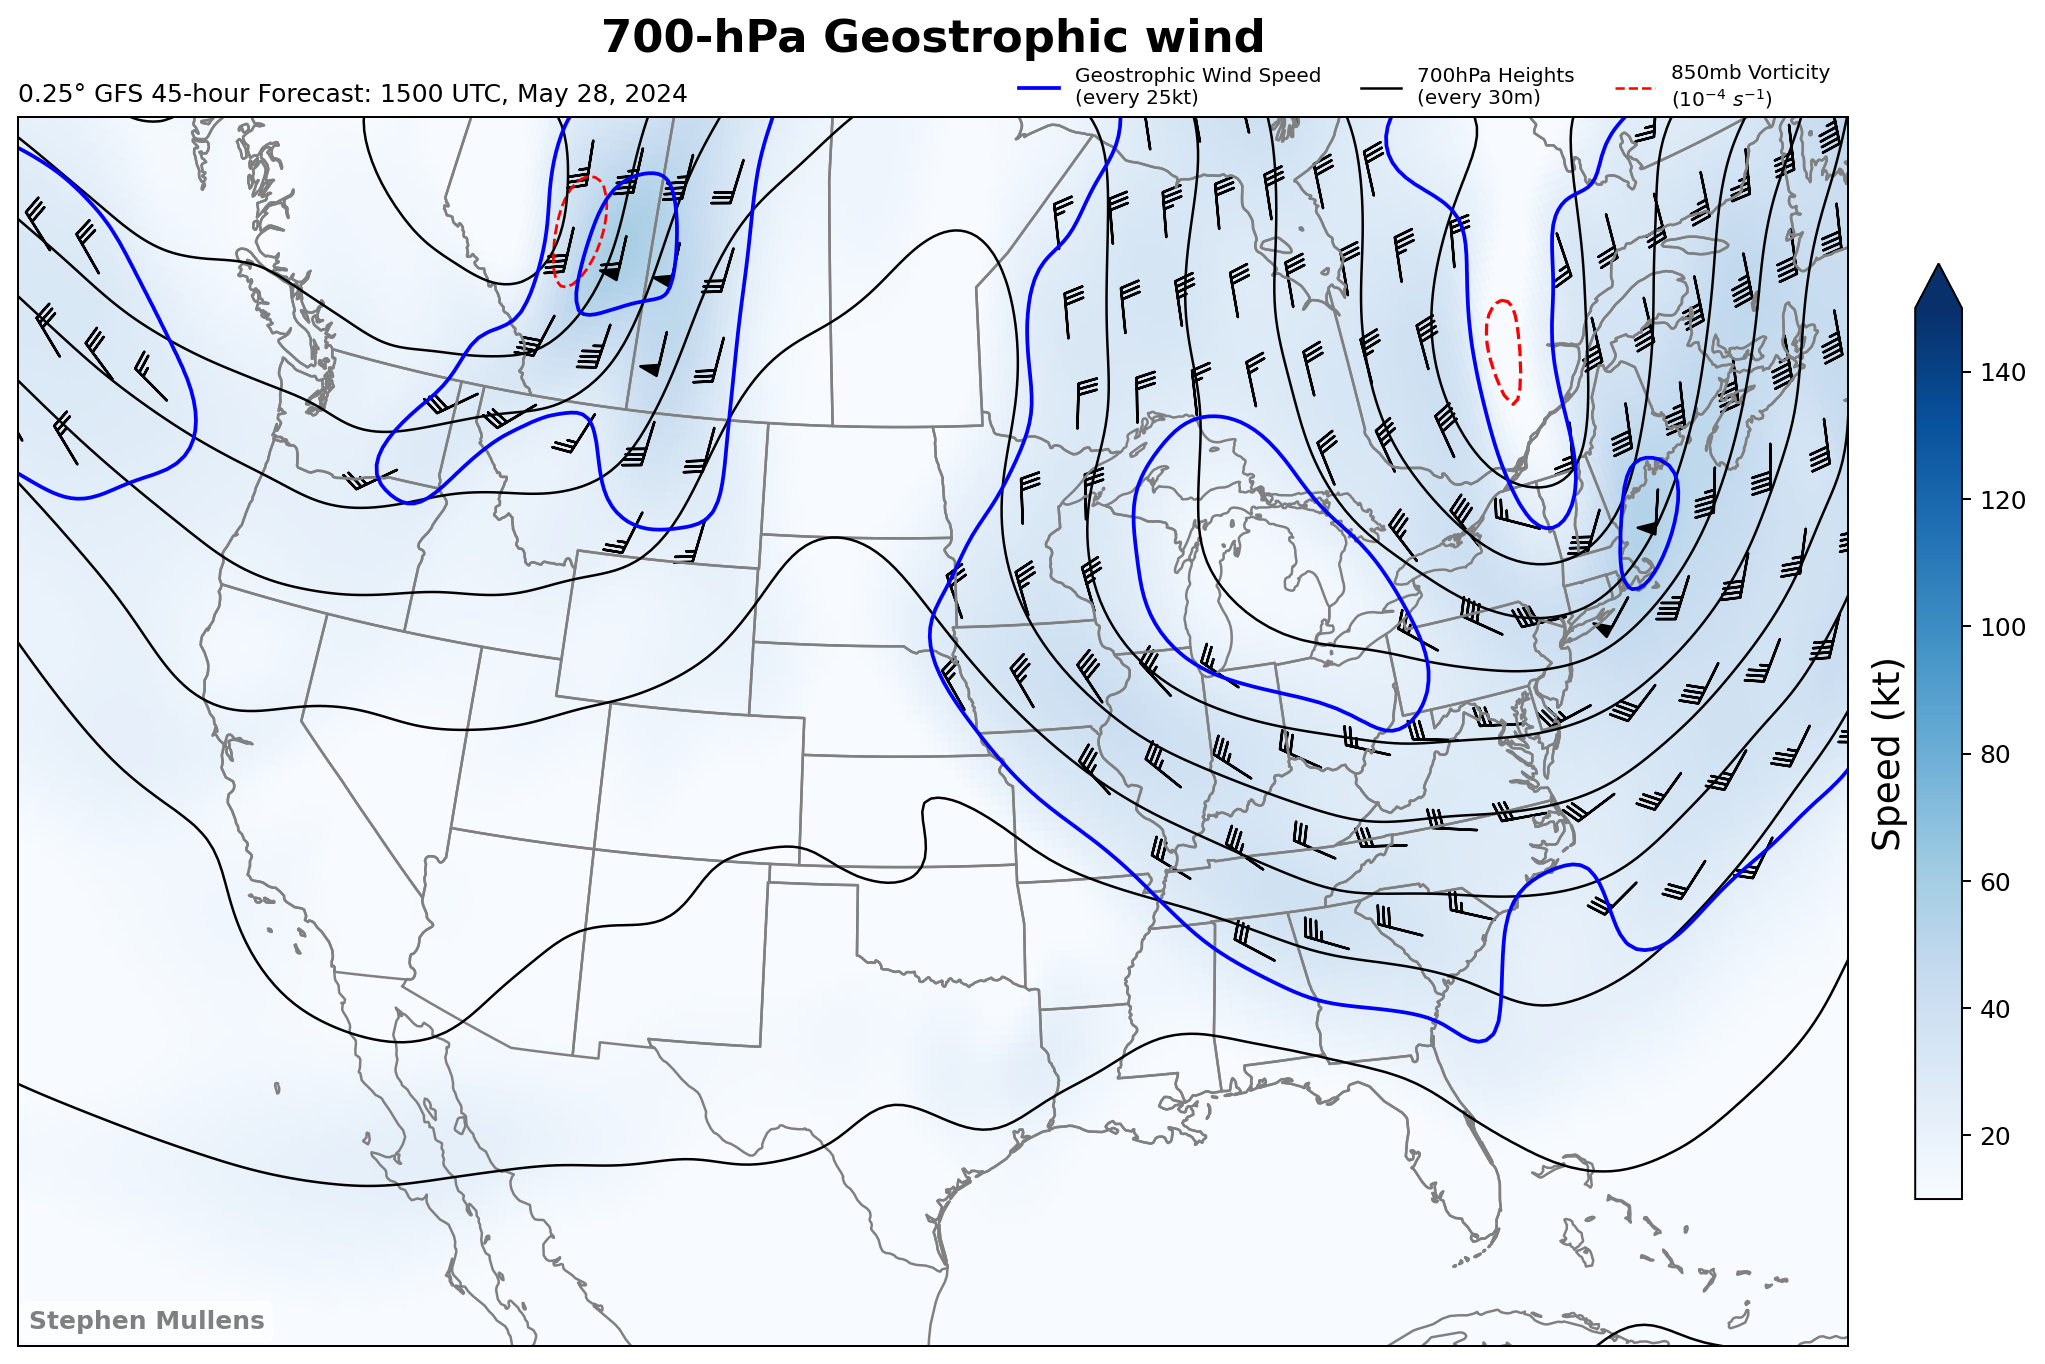 700-hPa Geostrophic wind
0.25° GFS 45-hour Forecast: 1500 UTC, May 28, 2024
Geostrophic Wind Speed
(every 25kt)
700hPa Heights
(every 30m)
850mb Vorticity
(10⁻⁴ s⁻¹)
140
120
100
80
60
40
20
Speed (kt)
Stephen Mullens